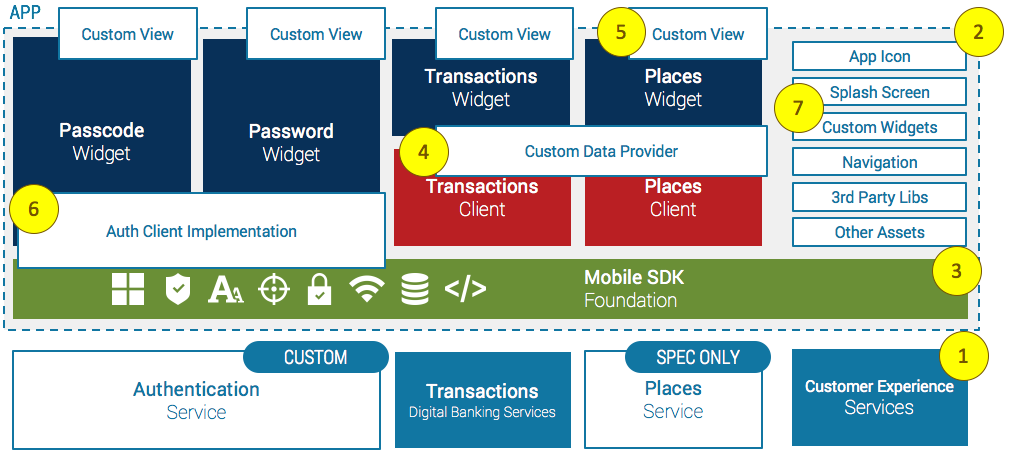 APP
Custom View
Custom View
Custom View
5
Custom View
2
Passcode
Widget
Password
Widget
Transactions
Widget
Places
Widget
App Icon
Splash Screen
7
Custom Widgets
Navigation
3rd Party Libs
Other Assets
4
Custom Data Provider
Transactions
Client
Places
Client
6
Auth Client Implementation
AA
</>
Mobile SDK
Foundation
3
CUSTOM
Authentication
Service
Transactions
Digital Banking Services
SPEC ONLY
Places
Service
1
Customer Experience
Services